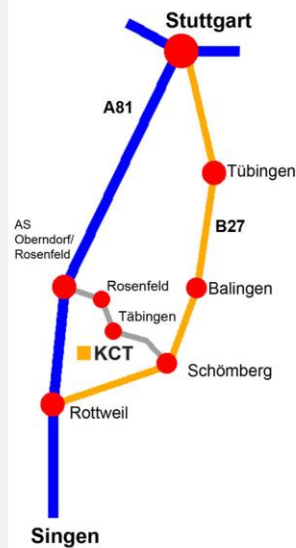 Stuttgart
A81
Tübingen
B27
AS
Oberndorf/
Rosenfeld
Rosenfeld
Balingen
Täbingen
KCT
Schömberg
Rottweil
Singen